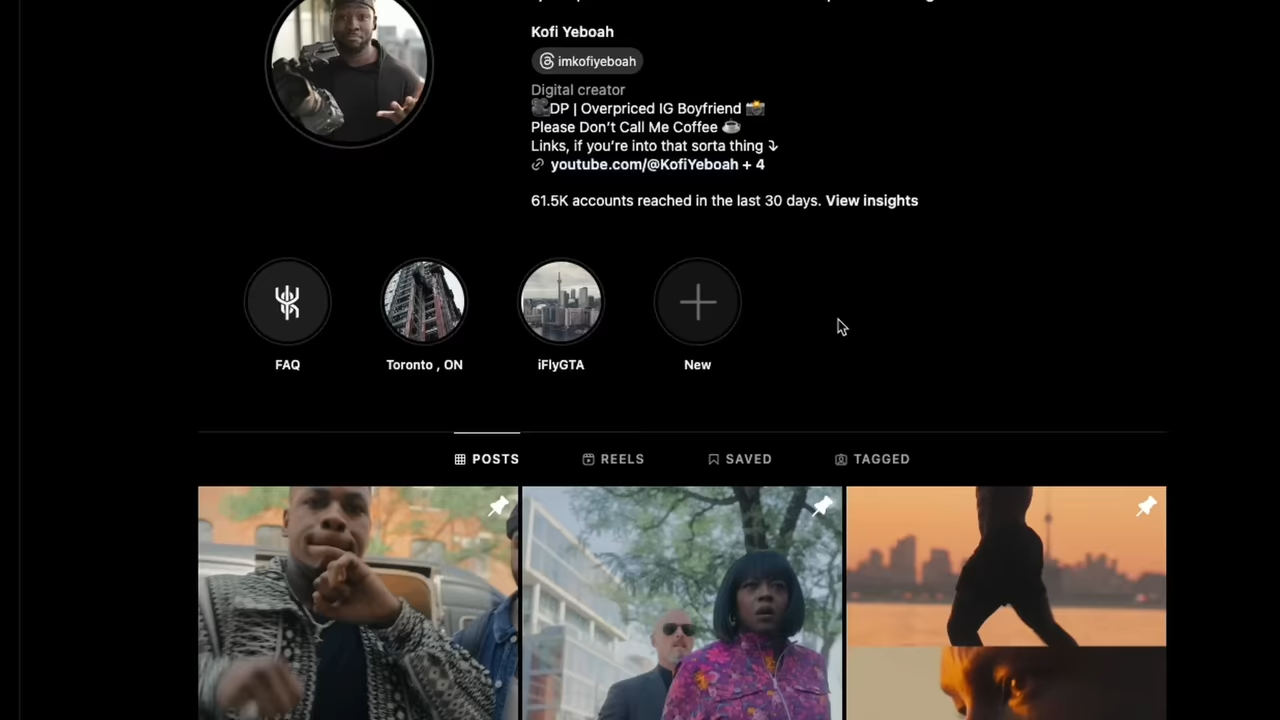 Kofi Yeboah
imkofiyeboah
Digital creator
🎥DP | Overpriced IG Boyfriend 📸
Please Don’t Call Me Coffee ☕
Links, if you’re into that sorta thing ⤵
youtube.com/@KofiYeboah + 4
61.5K accounts reached in the last 30 days. View insights
FAQ
Toronto , ON
iFlyGTA
New
POSTS
REELS
SAVED
TAGGED